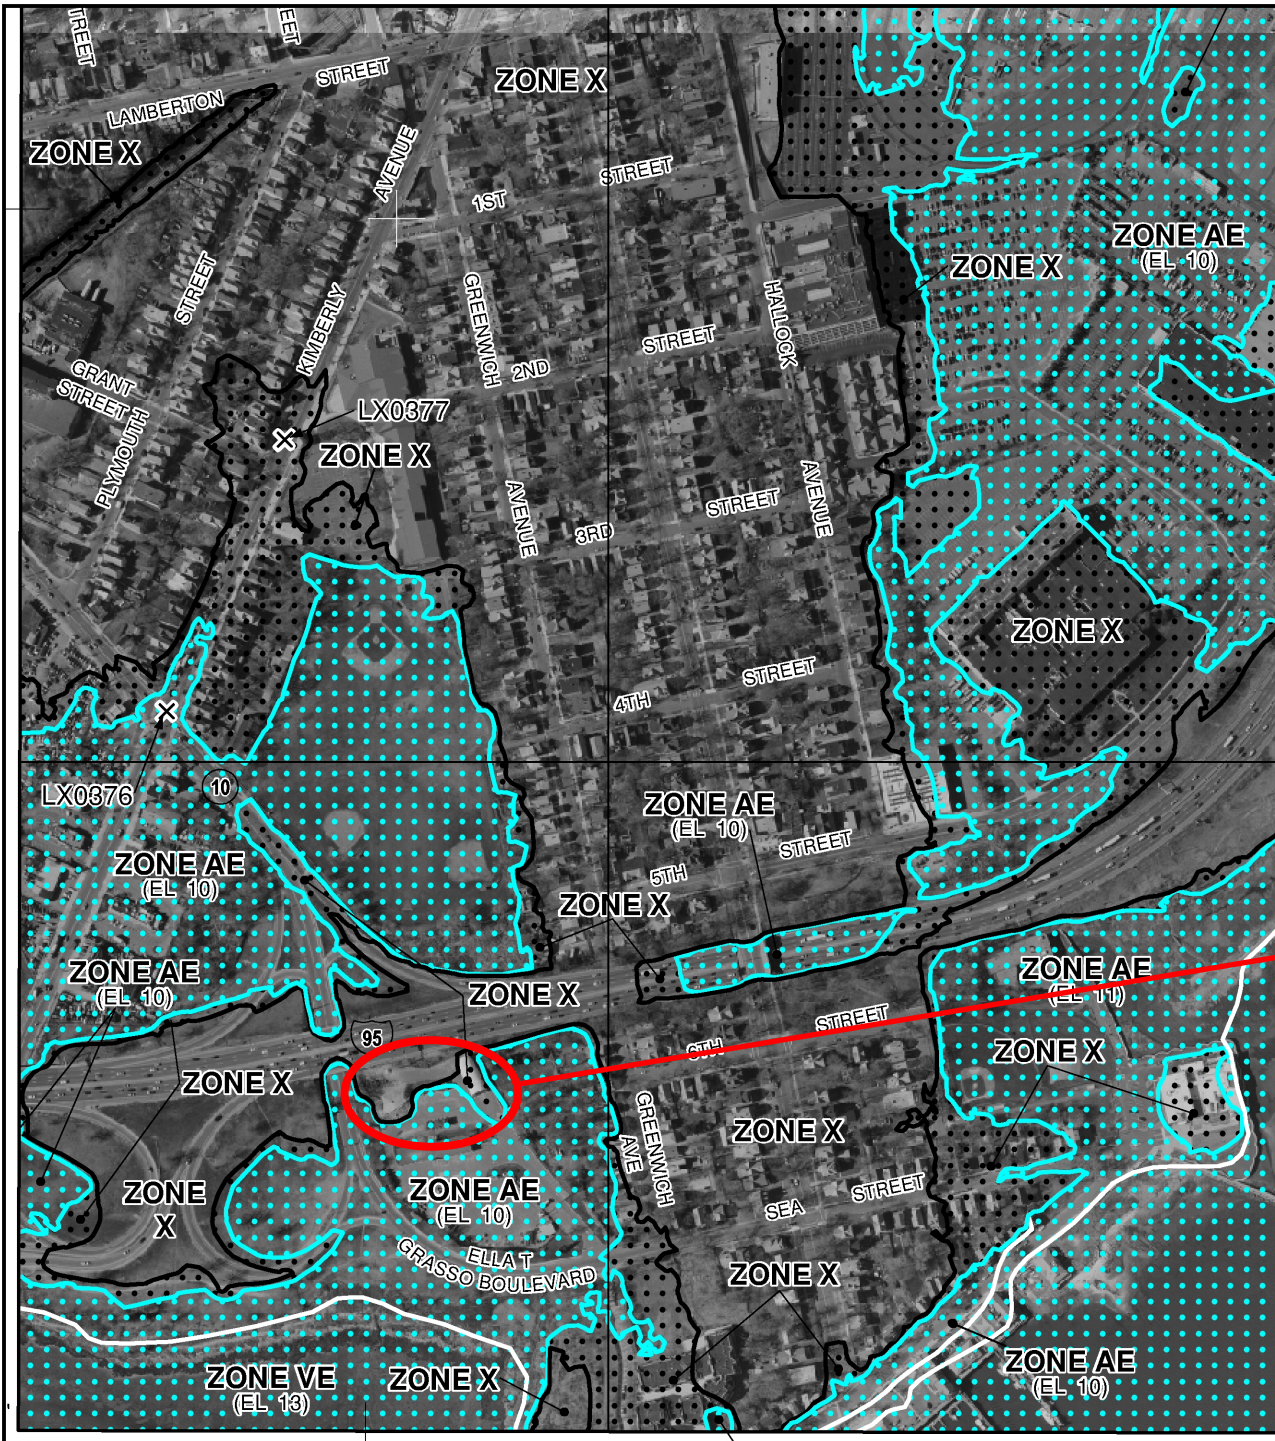 STREET
STREET
LAMBERTON
STREET
ZONE X
ZONE X
AVENUE
1ST
STREET
ZONE AE
(EL 10)
ZONE X
STREET
KIMBERLY
GREENWICH
HALLOCK
2ND
STREET
GRANT
STREET
PLYMOUTH
LX0377
ZONE X
AVENUE
3RD
STREET
AVENUE
ZONE X
4TH
STREET
10
LX0376
ZONE AE
(EL 10)
ZONE AE
(EL 10)
5TH
STREET
ZONE X
ZONE AE
(EL 10)
ZONE X
ZONE AE
(EL 11)
95
6TH
STREET
ZONE X
ZONE X
ZONE X
GREENWICH
AVE
ZONE
X
ZONE AE
(EL 10)
SEA
STREET
ELLA T
GRASSO BOULEVARD
ZONE X
ZONE VE
(EL 13)
ZONE X
ZONE AE
(EL 10)